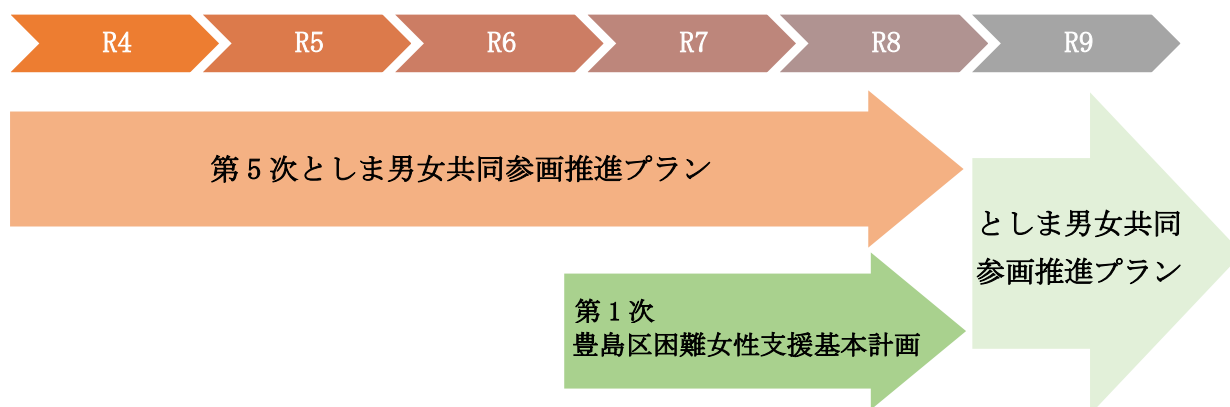 R4
R5
R6
R7
R8
R9
第5次としま男女共同参画推進プラン
としま男女共同
参画推進プラン
第1次
豊島区困難女性支援基本計画